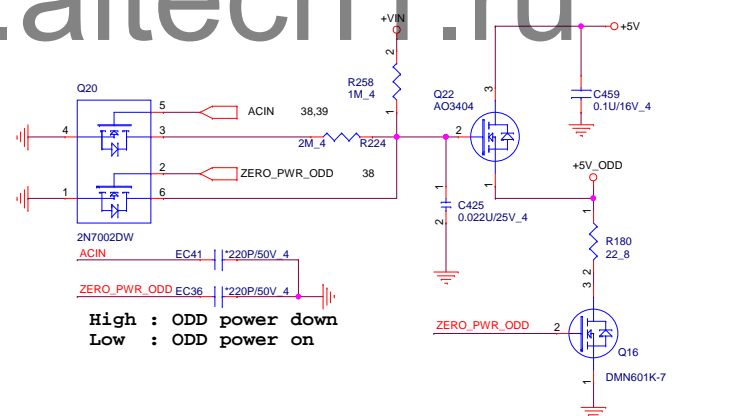 .aitech1.ru
+VIN
+5V
Q20
R258
1M_4
Q22
AO3404
C459
0.1U/16V_4
2
1
3
5
ACIN 38,39
4
3
2M_4 R224
2
+5V_ODD
2
ZERO_PWR_ODD 38
1
6
1
C425
0.022U/25V_4
2
1
1
R180
22_8
2N7002DW
ACIN EC41 *220P/50V_4
ZERO_PWR_ODD EC36 *220P/50V_4
3 2
High : ODD power down
Low : ODD power on
ZERO_PWR_ODD 2
Q16
DMN601K-7
1